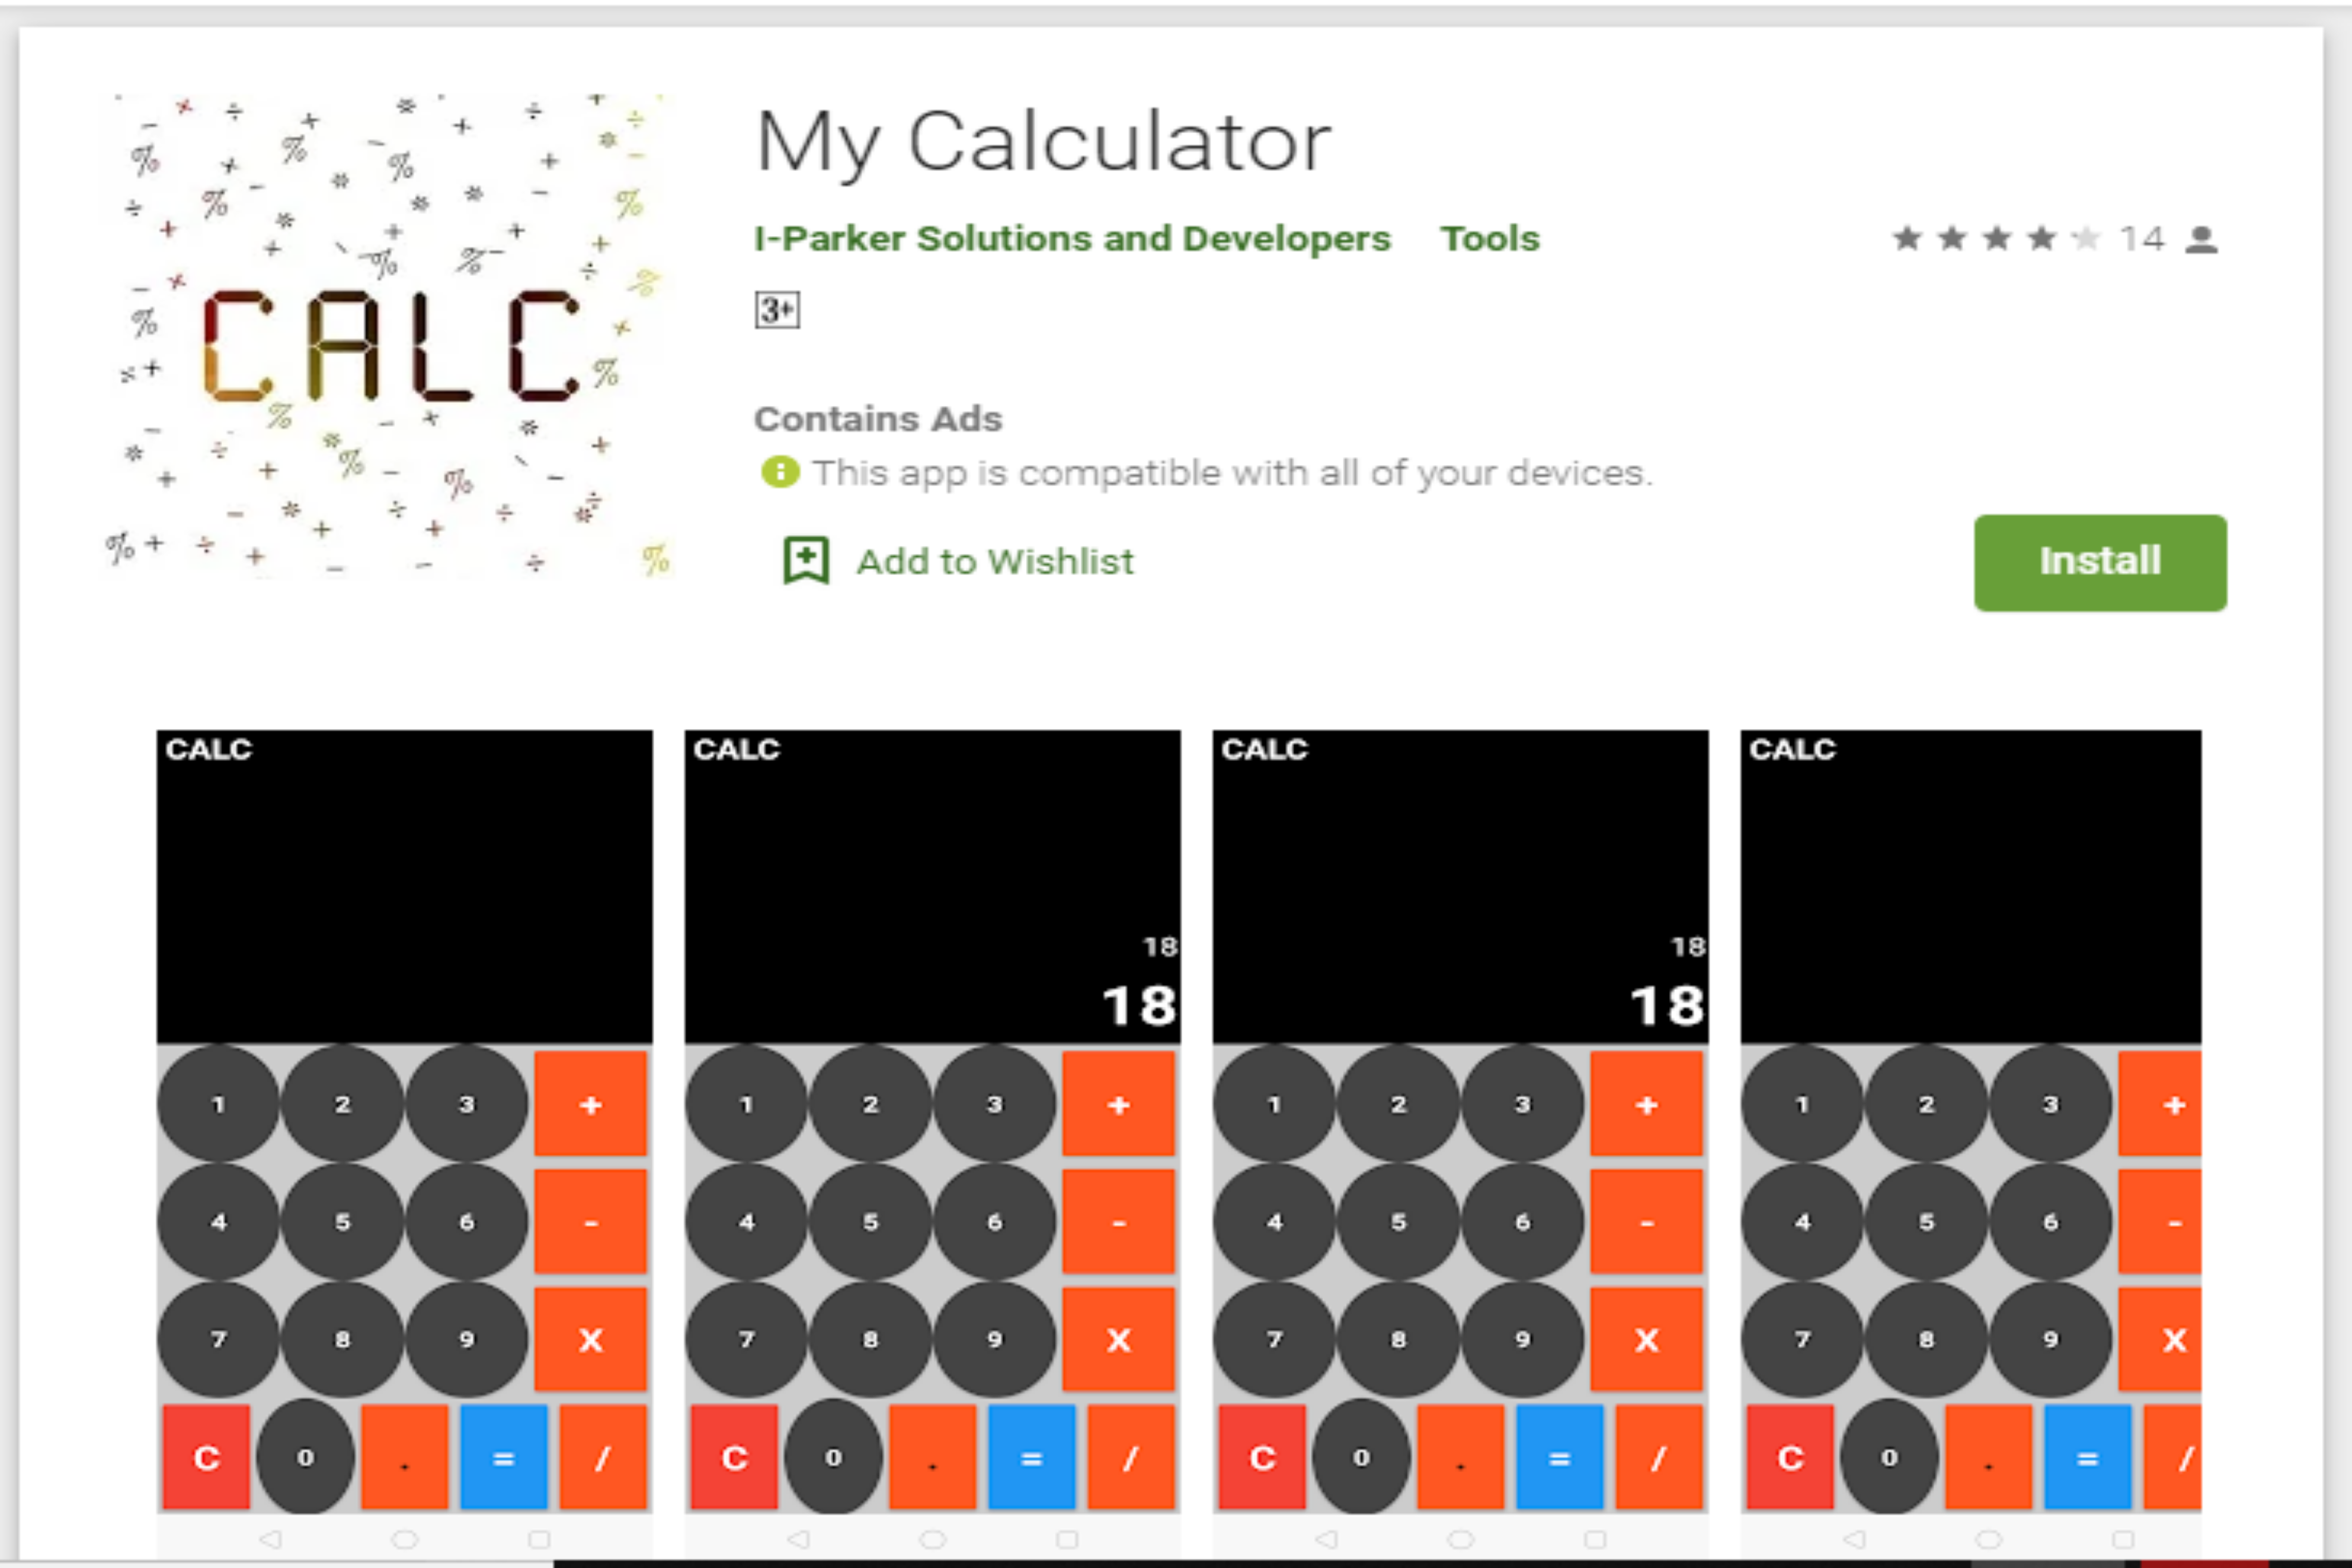 My Calculator
I-Parker Solutions and Developers Tools 14
3+
CALC
Contains Ads
This app is compatible with all of your devices.
Add to Wishlist
Install
CALC
1 2 3 +
4 5 6 -
7 8 9 X
C 0 . = /
CALC
18
18
1 2 3 +
4 5 6 -
7 8 9 X
C 0 . = /
CALC
18
18
1 2 3 +
4 5 6 -
7 8 9 X
C 0 . = /
CALC
1 2 3 +
4 5 6 -
7 8 9 X
C 0 . = /